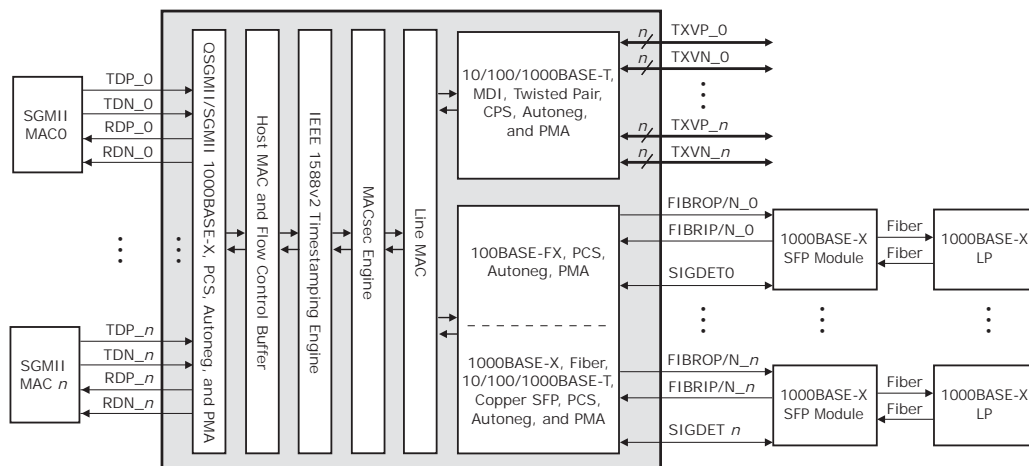 SGMII
MAC0
TDP_0
TDN_0
RDP_0
RDN_0
SGMII
MAC n
TDP_n
TDN_n
RDP_n
RDN_n
QSGMII/SGMII 1000BASE-X, PCS, Autoneg, and PMA
Host MAC and Flow Control Buffer
IEEE 1588v2 Timestamping Engine
MACsec Engine
Line MAC
10/100/1000BASE-T,
MDI, Twisted Pair,
CPS, Autoneg,
and PMA
n
TXVP_0
n
TXVN_0
n
TXVP_n
n
TXVN_n
100BASE-FX, PCS,
Autoneg, PMA
1000BASE-X, Fiber,
10/100/1000BASE-T,
Copper SFP, PCS,
Autoneg, and PMA
FIBROP/N_0
FIBRIP/N_0
SIGDET0
1000BASE-X
SFP Module
Fiber
Fiber
1000BASE-X
LP
FIBROP/N_n
FIBRIP/N_n
SIGDET n
1000BASE-X
SFP Module
Fiber
Fiber
1000BASE-X
LP